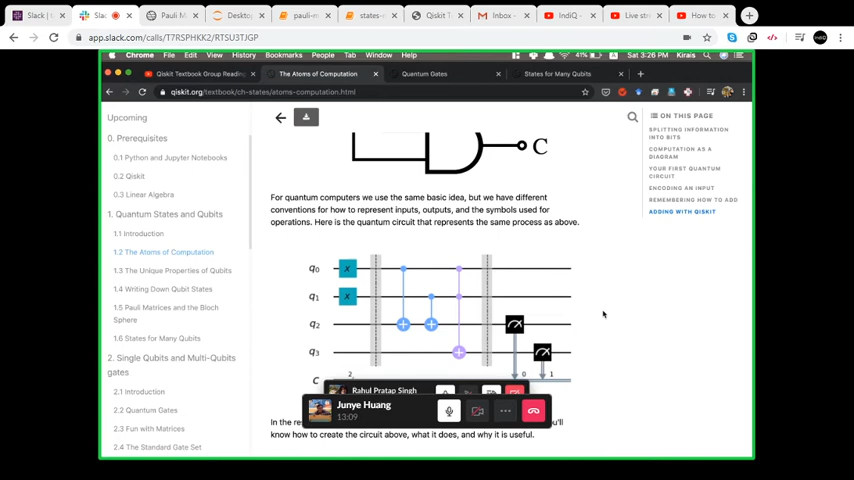 Slack | 
Slac
Pauli M
Desktop
pauli-m
states-
Qiskit T
Inbox -
IndiQ -
Live stre
How to
app.slack.com/calls/T7RSPHKK2/RTSU3TJGP
Chrome File Edit View History Bookmarks People Tab Window Help
41%
Sat 3:26 PM Kirais
Qiskit Textbook Group Reading
The Atoms of Computation
Quantum Gates
States for Many Qubits
qiskit.org/textbook/ch-states/atoms-computation.html
Upcoming
0. Prerequisites
0.1 Python and Jupyter Notebooks
0.2 Qiskit
0.3 Linear Algebra
1. Quantum States and Qubits
1.1 Introduction
1.2 The Atoms of Computation
1.3 The Unique Properties of Qubits
1.4 Writing Down Qubit States
1.5 Pauli Matrices and the Bloch
Sphere
1.6 States for Many Qubits
2. Single Qubits and Multi-Qubits
gates
2.1 Introduction
2.2 Quantum Gates
2.3 Fun with Matrices
2.4 The Standard Gate Set
C
For quantum computers we use the same basic idea, but we have different
conventions for how to represent inputs, outputs, and the symbols used for
operations. Here is the quantum circuit that represents the same process as above.
q0 X
q1 X
q2
q3
C 2 0 1
Rahul Pratap Singh
Junye Huang
13:09
In the res
u'll
know how to create the circuit above, what it does, and why it is useful.
ON THIS PAGE
SPLITTING INFORMATION
INTO BITS
COMPUTATION AS A
DIAGRAM
YOUR FIRST QUANTUM
CIRCUIT
ENCODING AN INPUT
REMEMBERING HOW TO ADD
ADDING WITH QISKIT